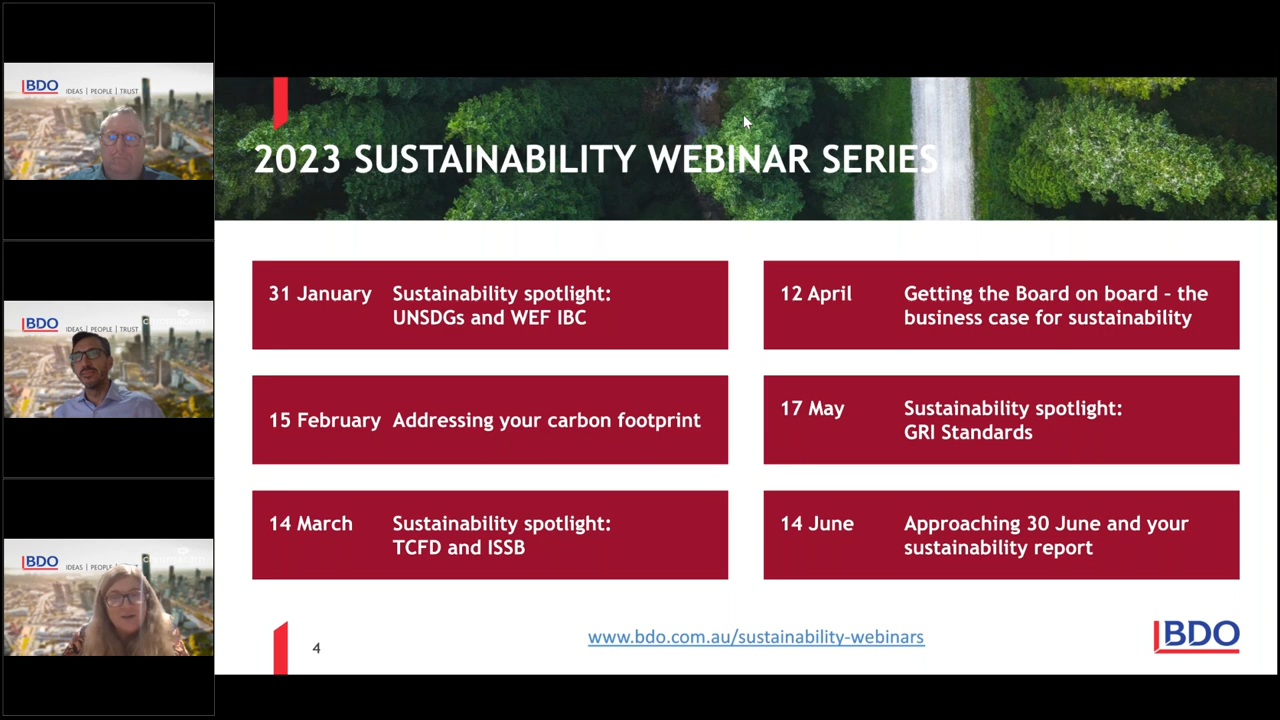 BDO
IDEAS | PEOPLE | TRUST
BDO
IDEAS | PEOPLE | TRUST
BDO
IDEAS | PEOPLE | TRUST
2023 SUSTAINABILITY WEBINAR SERIES
31 January Sustainability spotlight:
UNSDGs and WEF IBC
15 February Addressing your carbon footprint
14 March Sustainability spotlight:
TCFD and ISSB
12 April Getting the Board on board – the
business case for sustainability
17 May Sustainability spotlight:
GRI Standards
14 June Approaching 30 June and your
sustainability report
4
www.bdo.com.au/sustainability-webinars
BDO